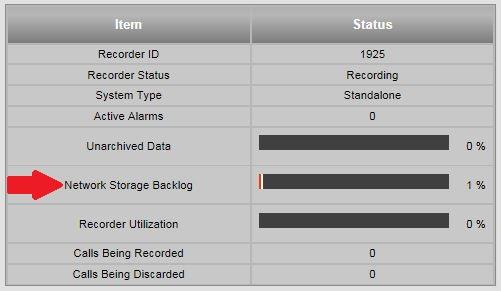 Item Status
Recorder ID 1925
Recorder Status Recording
System Type Standalone
Active Alarms 0
Unarchived Data 0 %
Network Storage Backlog 1 %
Recorder Utilization 0 %
Calls Being Recorded 0
Calls Being Discarded 0